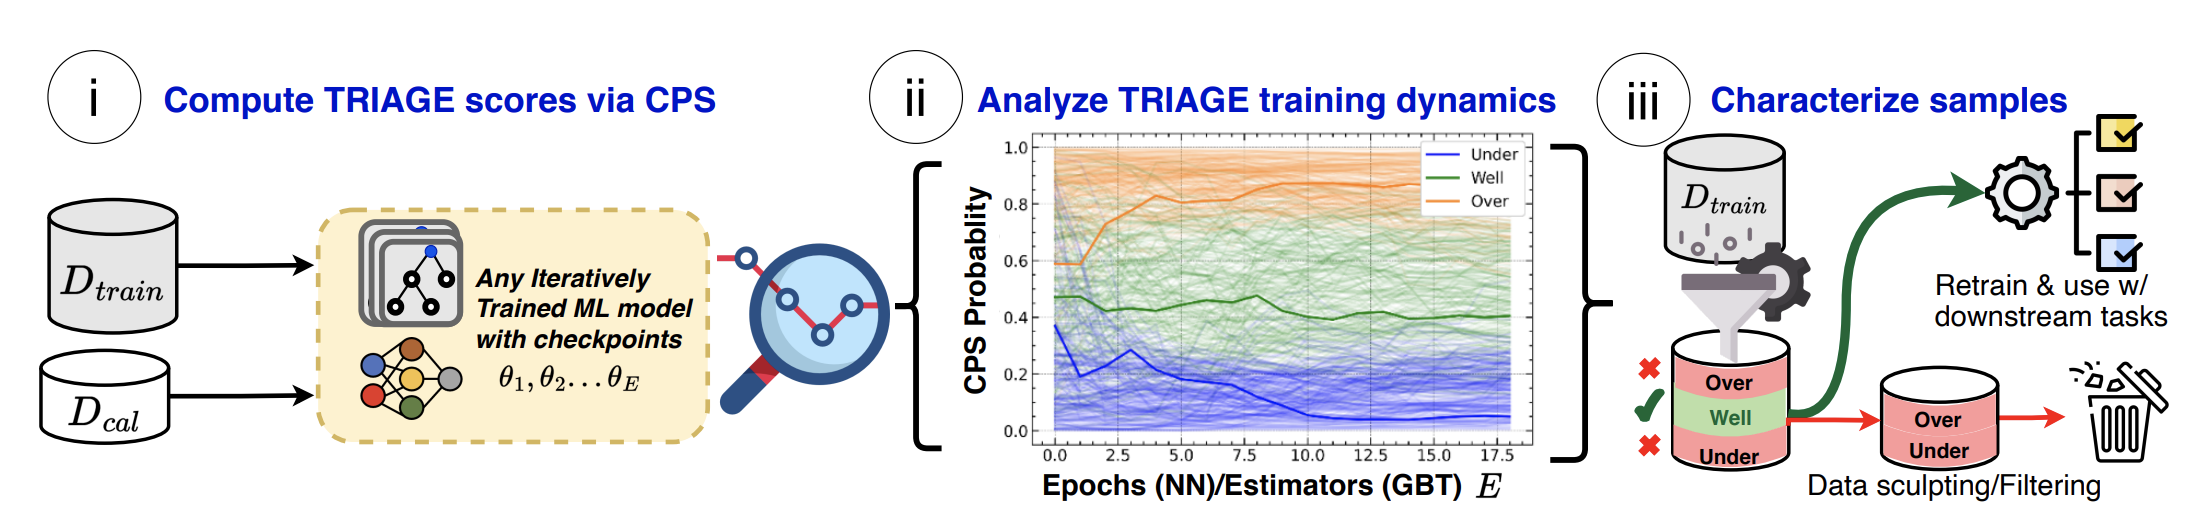 i
Compute TRIAGE scores via CPS
D_train
D_cal
Any Iteratively
Trained ML model
with checkpoints
θ₁, θ₂ … θ_E
ii
Analyze TRIAGE training dynamics
CPS Probablity
1.0
0.8
0.6
0.4
0.2
0.0
Under
Well
Over
0.0 2.5 5.0 7.5 10.0 12.5 15.0 17.5
Epochs (NN)/Estimators (GBT) E
iii
Characterize samples
D_train
Over
Well
Under
Retrain & use w/
downstream tasks
Over
Under
Data sculpting/Filtering